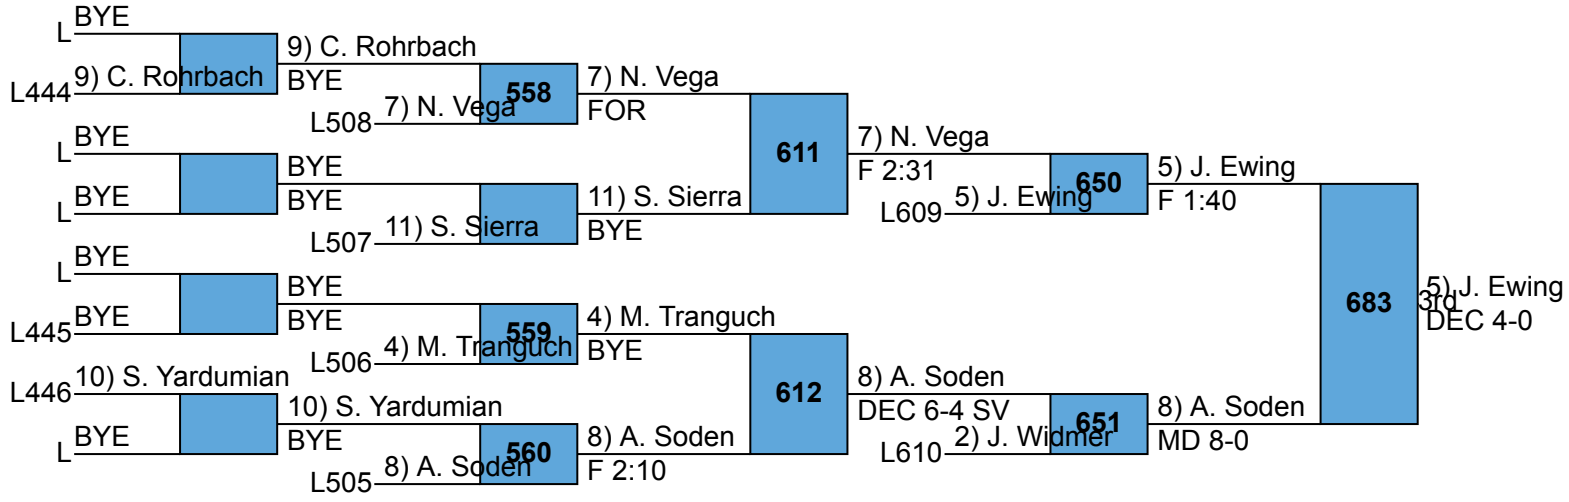 BYE
L
9) C. Rohrbach
L444
9) C. Rohrbach
BYE
7) N. Vega
L508
558
7) N. Vega
FOR
BYE
L
BYE
L
BYE
BYE
11) S. Sierra
L507
11) S. Sierra
BYE
611
7) N. Vega
F 2:31
5) J. Ewing
L609
650
5) J. Ewing
F 1:40
BYE
L
BYE
L445
BYE
BYE
4) M. Tranguch
L506
559
4) M. Tranguch
BYE
10) S. Yardumian
L446
BYE
L
10) S. Yardumian
BYE
8) A. Soden
L505
560
8) A. Soden
F 2:10
612
8) A. Soden
DEC 6-4 SV
2) J. Widmer
L610
651
8) A. Soden
MD 8-0
683
3rd
5) J. Ewing
DEC 4-0